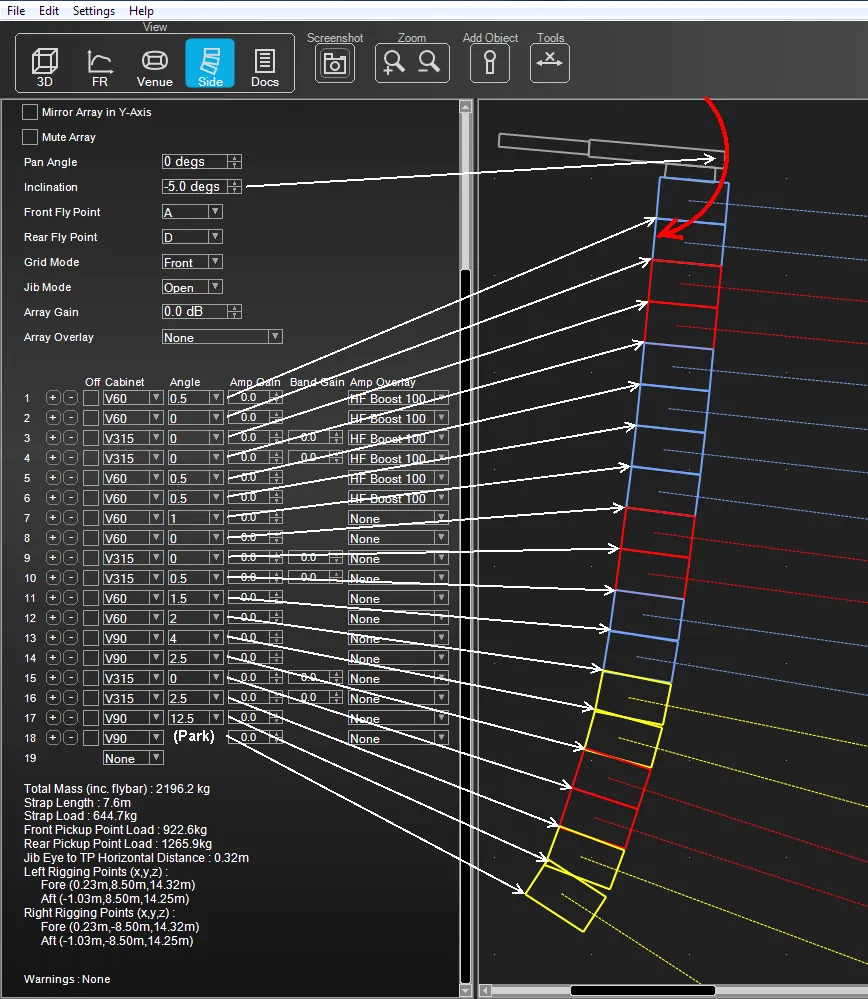 File Edit Settings Help
View Screenshot Zoom Add Object Tools
3D FR Venue Side Docs
Mirror Array in Y-Axis
Mute Array
Pan Angle 0 degs
Inclination -5.0 degs
Front Fly Point A
Rear Fly Point D
Grid Mode Front
Jib Mode Open
Array Gain 0.0 dB
Array Overlay None
Off Cabinet Angle Amp Gain Band Gain Amp Overlay
1 + - V60 0.5 0.0 HF Boost 100
2 + - V60 0 0.0 HF Boost 100
3 + - V315 0 0.0 0.0 HF Boost 100
4 + - V315 0 0.0 0.0 HF Boost 100
5 + - V60 0.5 0.0 HF Boost 100
6 + - V60 0.5 0.0 HF Boost 100
7 + - V60 1 0.0 None
8 + - V60 0 0.0 None
9 + - V315 0 0.0 0.0 None
10 + - V315 0.5 0.0 0.0 None
11 + - V60 1.5 0.0 None
12 + - V60 2 0.0 None
13 + - V90 4 0.0 None
14 + - V90 2.5 0.0 None
15 + - V315 0 0.0 0.0 None
16 + - V315 2.5 0.0 0.0 None
17 + - V90 12.5 0.0 None
18 + - V90 (Park) 0.0 None
19 None
Total Mass (inc. flybar) : 2196.2 kg
Strap Length : 7.6m
Strap Load : 644.7kg
Front Pickup Point Load : 922.6kg
Rear Pickup Point Load : 1265.9kg
Jib Eye to TP Horizontal Distance : 0.32m
Left Rigging Points (x,y,z) :
Fore (0.23m,8.50m,14.32m)
Aft (-1.03m,8.50m,14.25m)
Right Rigging Points (x,y,z) :
Fore (0.23m,-8.50m,14.32m)
Aft (-1.03m,-8.50m,14.25m)
Warnings : None